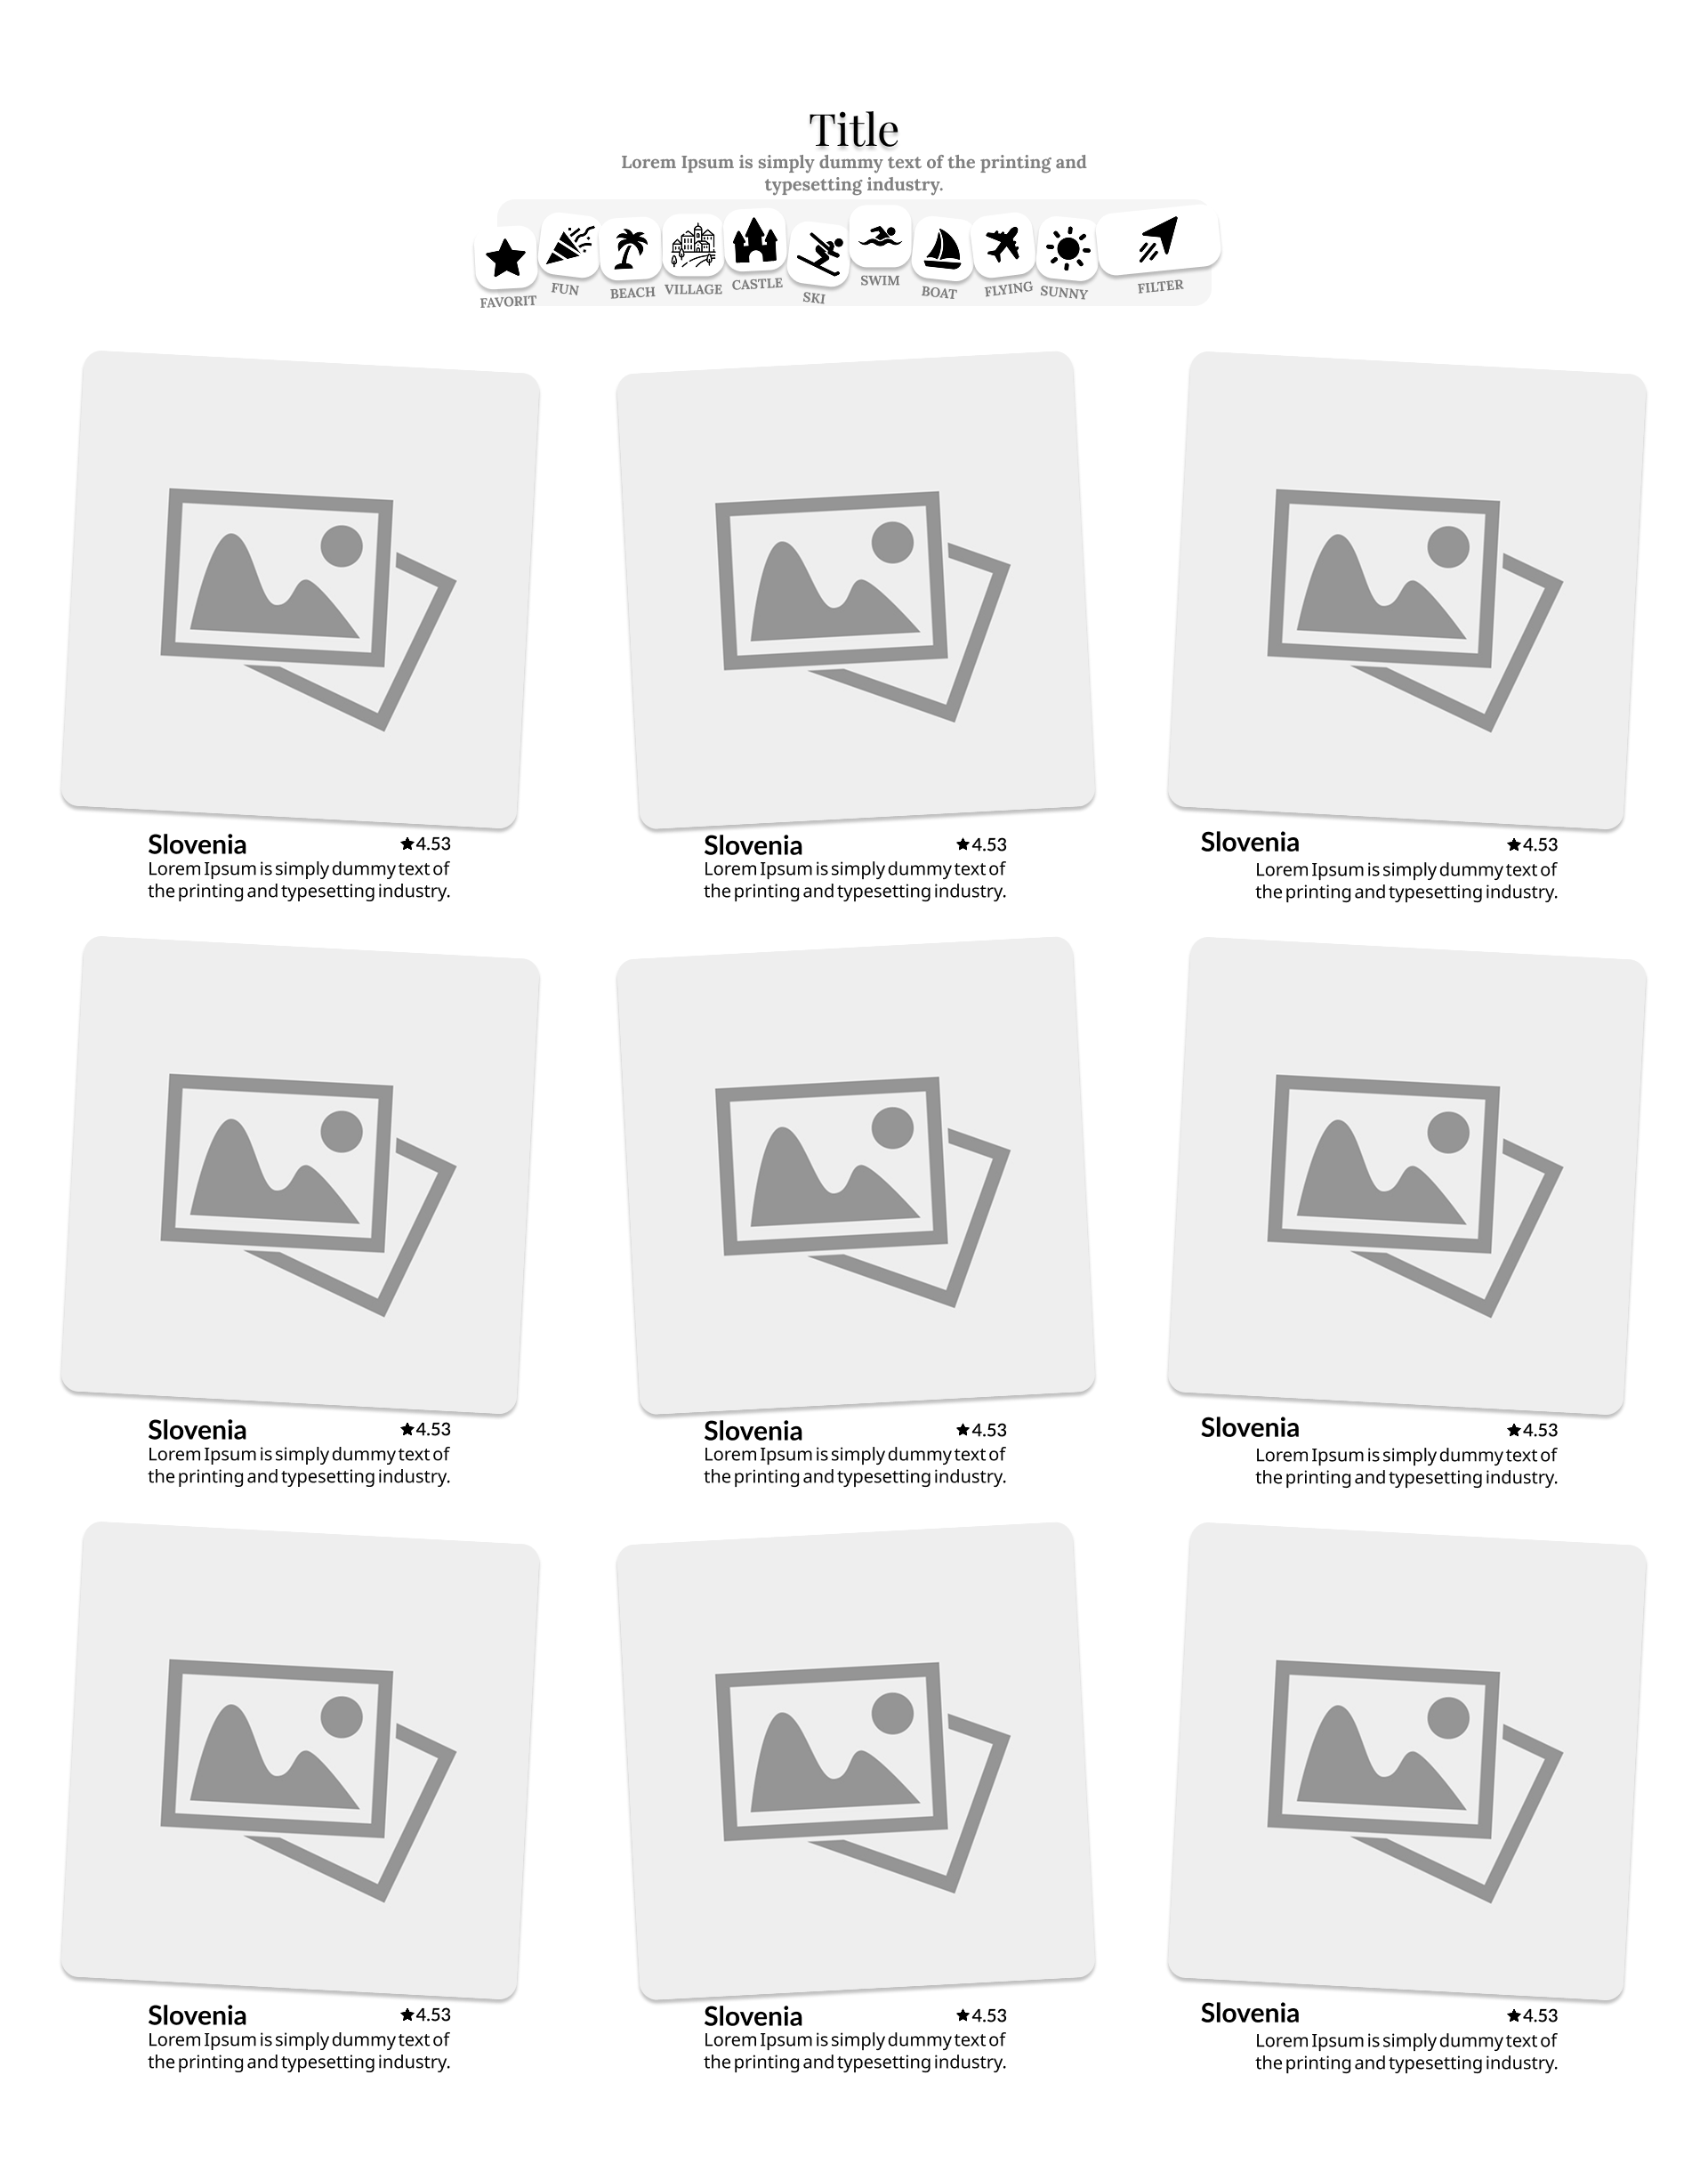 Title
Lorem Ipsum is simply dummy text of the printing and
typesetting industry.
FAVORIT FUN BEACH VILLAGE CASTLE SKI SWIM BOAT FLYING SUNNY FILTER
Slovenia 4.53
Lorem Ipsum is simply dummy text of
the printing and typesetting industry.
Slovenia 4.53
Lorem Ipsum is simply dummy text of
the printing and typesetting industry.
Slovenia 4.53
Lorem Ipsum is simply dummy text of
the printing and typesetting industry.
Slovenia 4.53
Lorem Ipsum is simply dummy text of
the printing and typesetting industry.
Slovenia 4.53
Lorem Ipsum is simply dummy text of
the printing and typesetting industry.
Slovenia 4.53
Lorem Ipsum is simply dummy text of
the printing and typesetting industry.
Slovenia 4.53
Lorem Ipsum is simply dummy text of
the printing and typesetting industry.
Slovenia 4.53
Lorem Ipsum is simply dummy text of
the printing and typesetting industry.
Slovenia 4.53
Lorem Ipsum is simply dummy text of
the printing and typesetting industry.